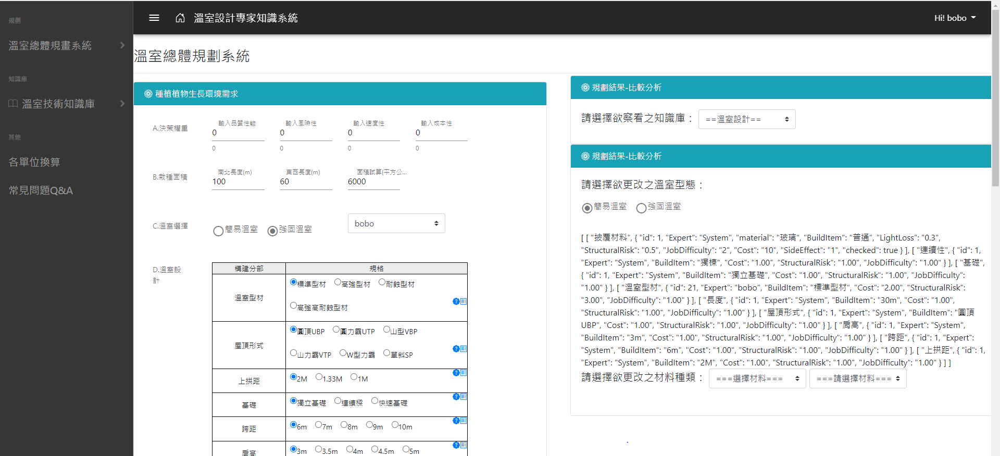 規劃
溫室總體規畫系統
知識庫
溫室技術知識庫
其他
各單位換算
常見問題Q&A
溫室設計專家知識系統
Hi! bobo
溫室總體規劃系統
種植植物生長環境需求
A.決策權重
輸入品質性能 輸入風險性 輸入速度性 輸入成本性
0 0 0 0
0 0 0 0
B.栽種面積
南北長度(m) 東西長度(m) 面積試算(平方公...
100 60 6000
C.溫室選擇
簡易溫室 強固溫室 bobo
D.溫室設
計
構建分部 規格
溫室型材
標準型材 高強型材 耐蝕型材
高強高耐蝕型材
屋頂形式
圓頂UBP 圓力霸UTP 山型VBP
山力霸VTP W型力霸 單斜SP
上拱距 2M 1.33M 1M
基礎 獨立基礎 連續樑 快速基礎
跨距 6m 7m 8m 9m 10m
肩高 3m 3.5m 4m 4.5m 5m
規劃結果-比較分析
請選擇欲察看之知識庫： ==溫室設計==
規劃結果-比較分析
請選擇欲更改之溫室型態：
簡易溫室 強固溫室
[ [ "披覆材料", { "id": 1, "Expert": "System", "material": "玻璃", "BuildItem": "普通", "LightLoss": "0.3",
"StructuralRisk": "0.5", "JobDifficulty": "2", "Cost": "10", "SideEffect": "1", "checked": true } ], [ "連續性", { "id": 1,
"Expert": "System", "BuildItem": "獨棟", "Cost": "1.00", "StructuralRisk": "1.00", "JobDifficulty": "1.00" } ], [ "基礎",
{ "id": 1, "Expert": "System", "BuildItem": "獨立基礎", "Cost": "1.00", "StructuralRisk": "1.00", "JobDifficulty":
"1.00" } ], [ "溫室型材", { "id": 21, "Expert": "bobo", "BuildItem": "標準型材", "Cost": "2.00", "StructuralRisk":
"3.00", "JobDifficulty": "1.00" } ], [ "長度", { "id": 1, "Expert": "System", "BuildItem": "30m", "Cost": "1.00",
"StructuralRisk": "1.00", "JobDifficulty": "1.00" } ], [ "屋頂形式", { "id": 1, "Expert": "System", "BuildItem": "圓頂
UBP", "Cost": "1.00", "StructuralRisk": "1.00", "JobDifficulty": "1.00" } ], [ "肩高", { "id": 1, "Expert": "System",
"BuildItem": "3m", "Cost": "1.00", "StructuralRisk": "1.00", "JobDifficulty": "1.00" } ], [ "跨距", { "id": 1, "Expert":
"System", "BuildItem": "6m", "Cost": "1.00", "StructuralRisk": "1.00", "JobDifficulty": "1.00" } ], [ "上拱距", { "id": 1,
"Expert": "System", "BuildItem": "2M", "Cost": "1.00", "StructuralRisk": "1.00", "JobDifficulty": "1.00" } ] ]
請選擇欲更改之材料種類： ===選擇材料=== ===請選擇材料===